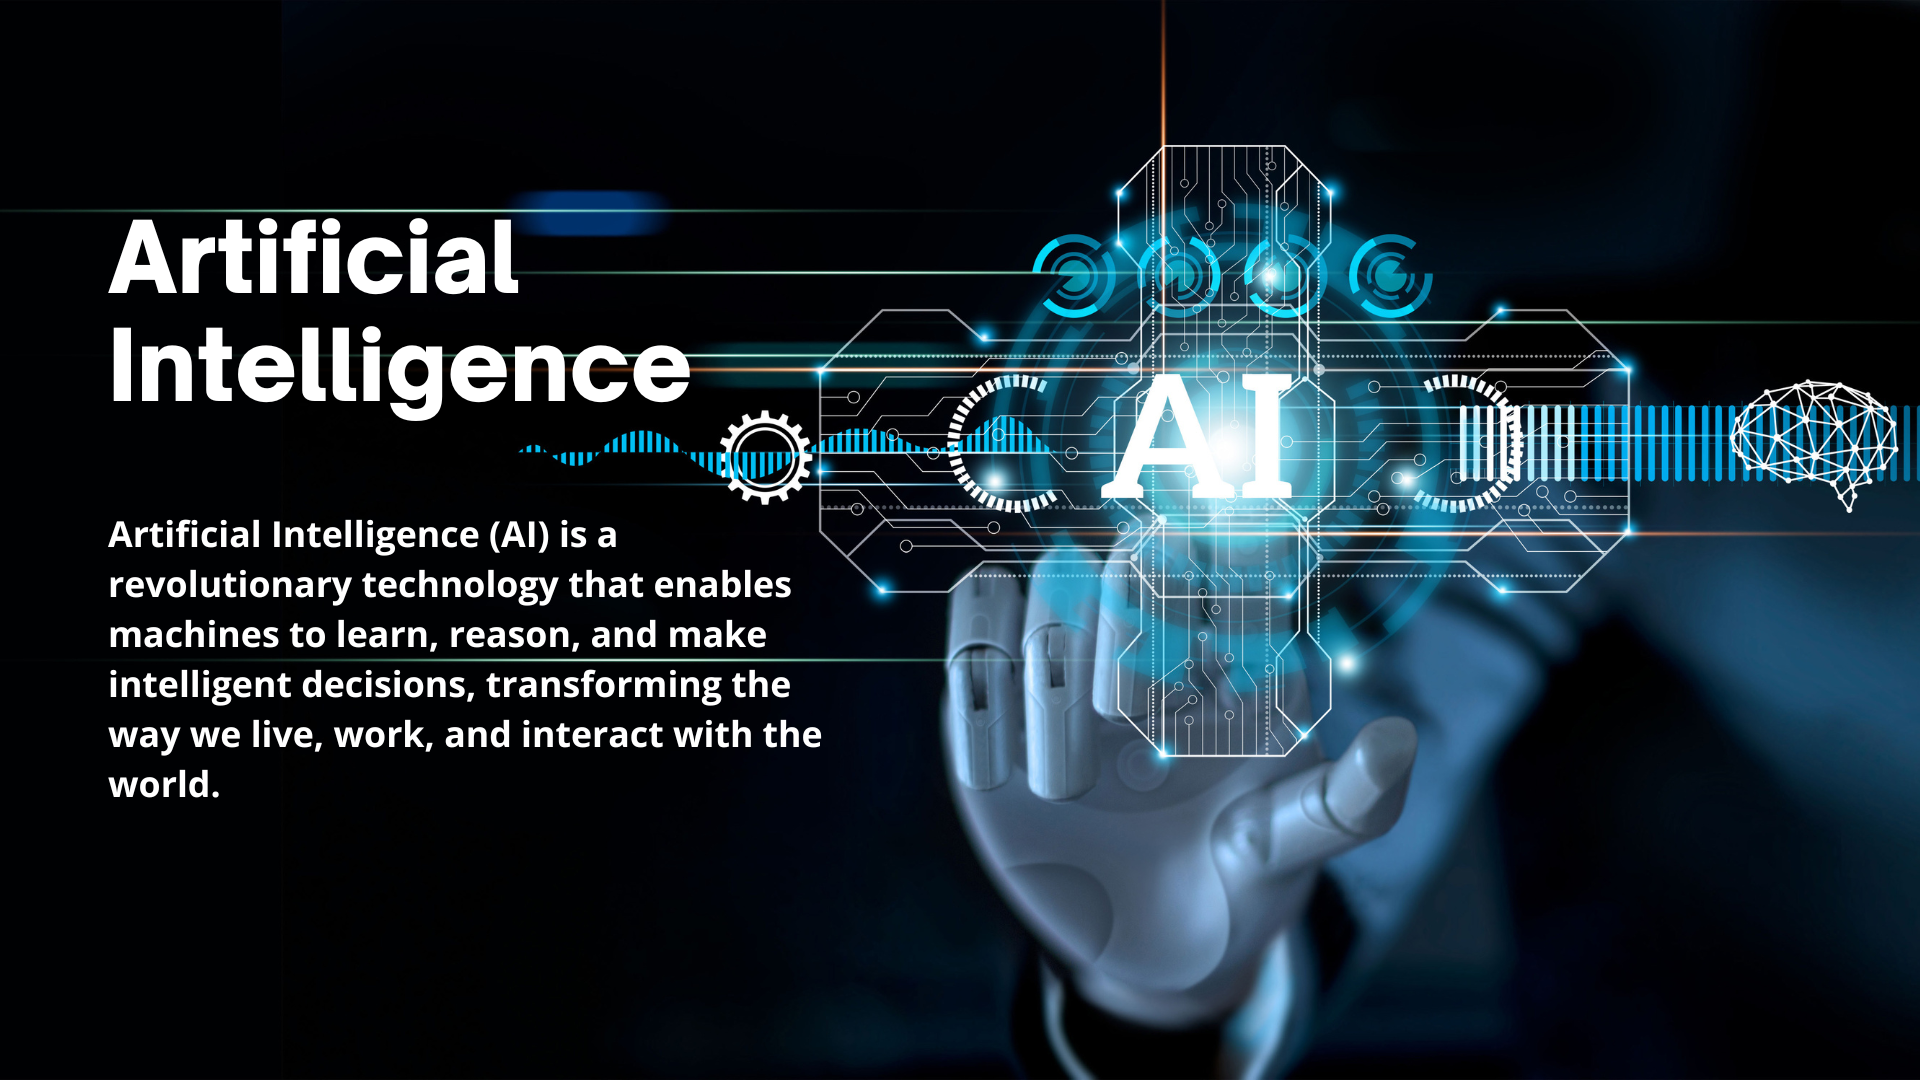 Artificial
Intelligence
AI
Artificial Intelligence (AI) is a
revolutionary technology that enables
machines to learn, reason, and make
intelligent decisions, transforming the
way we live, work, and interact with the
world.